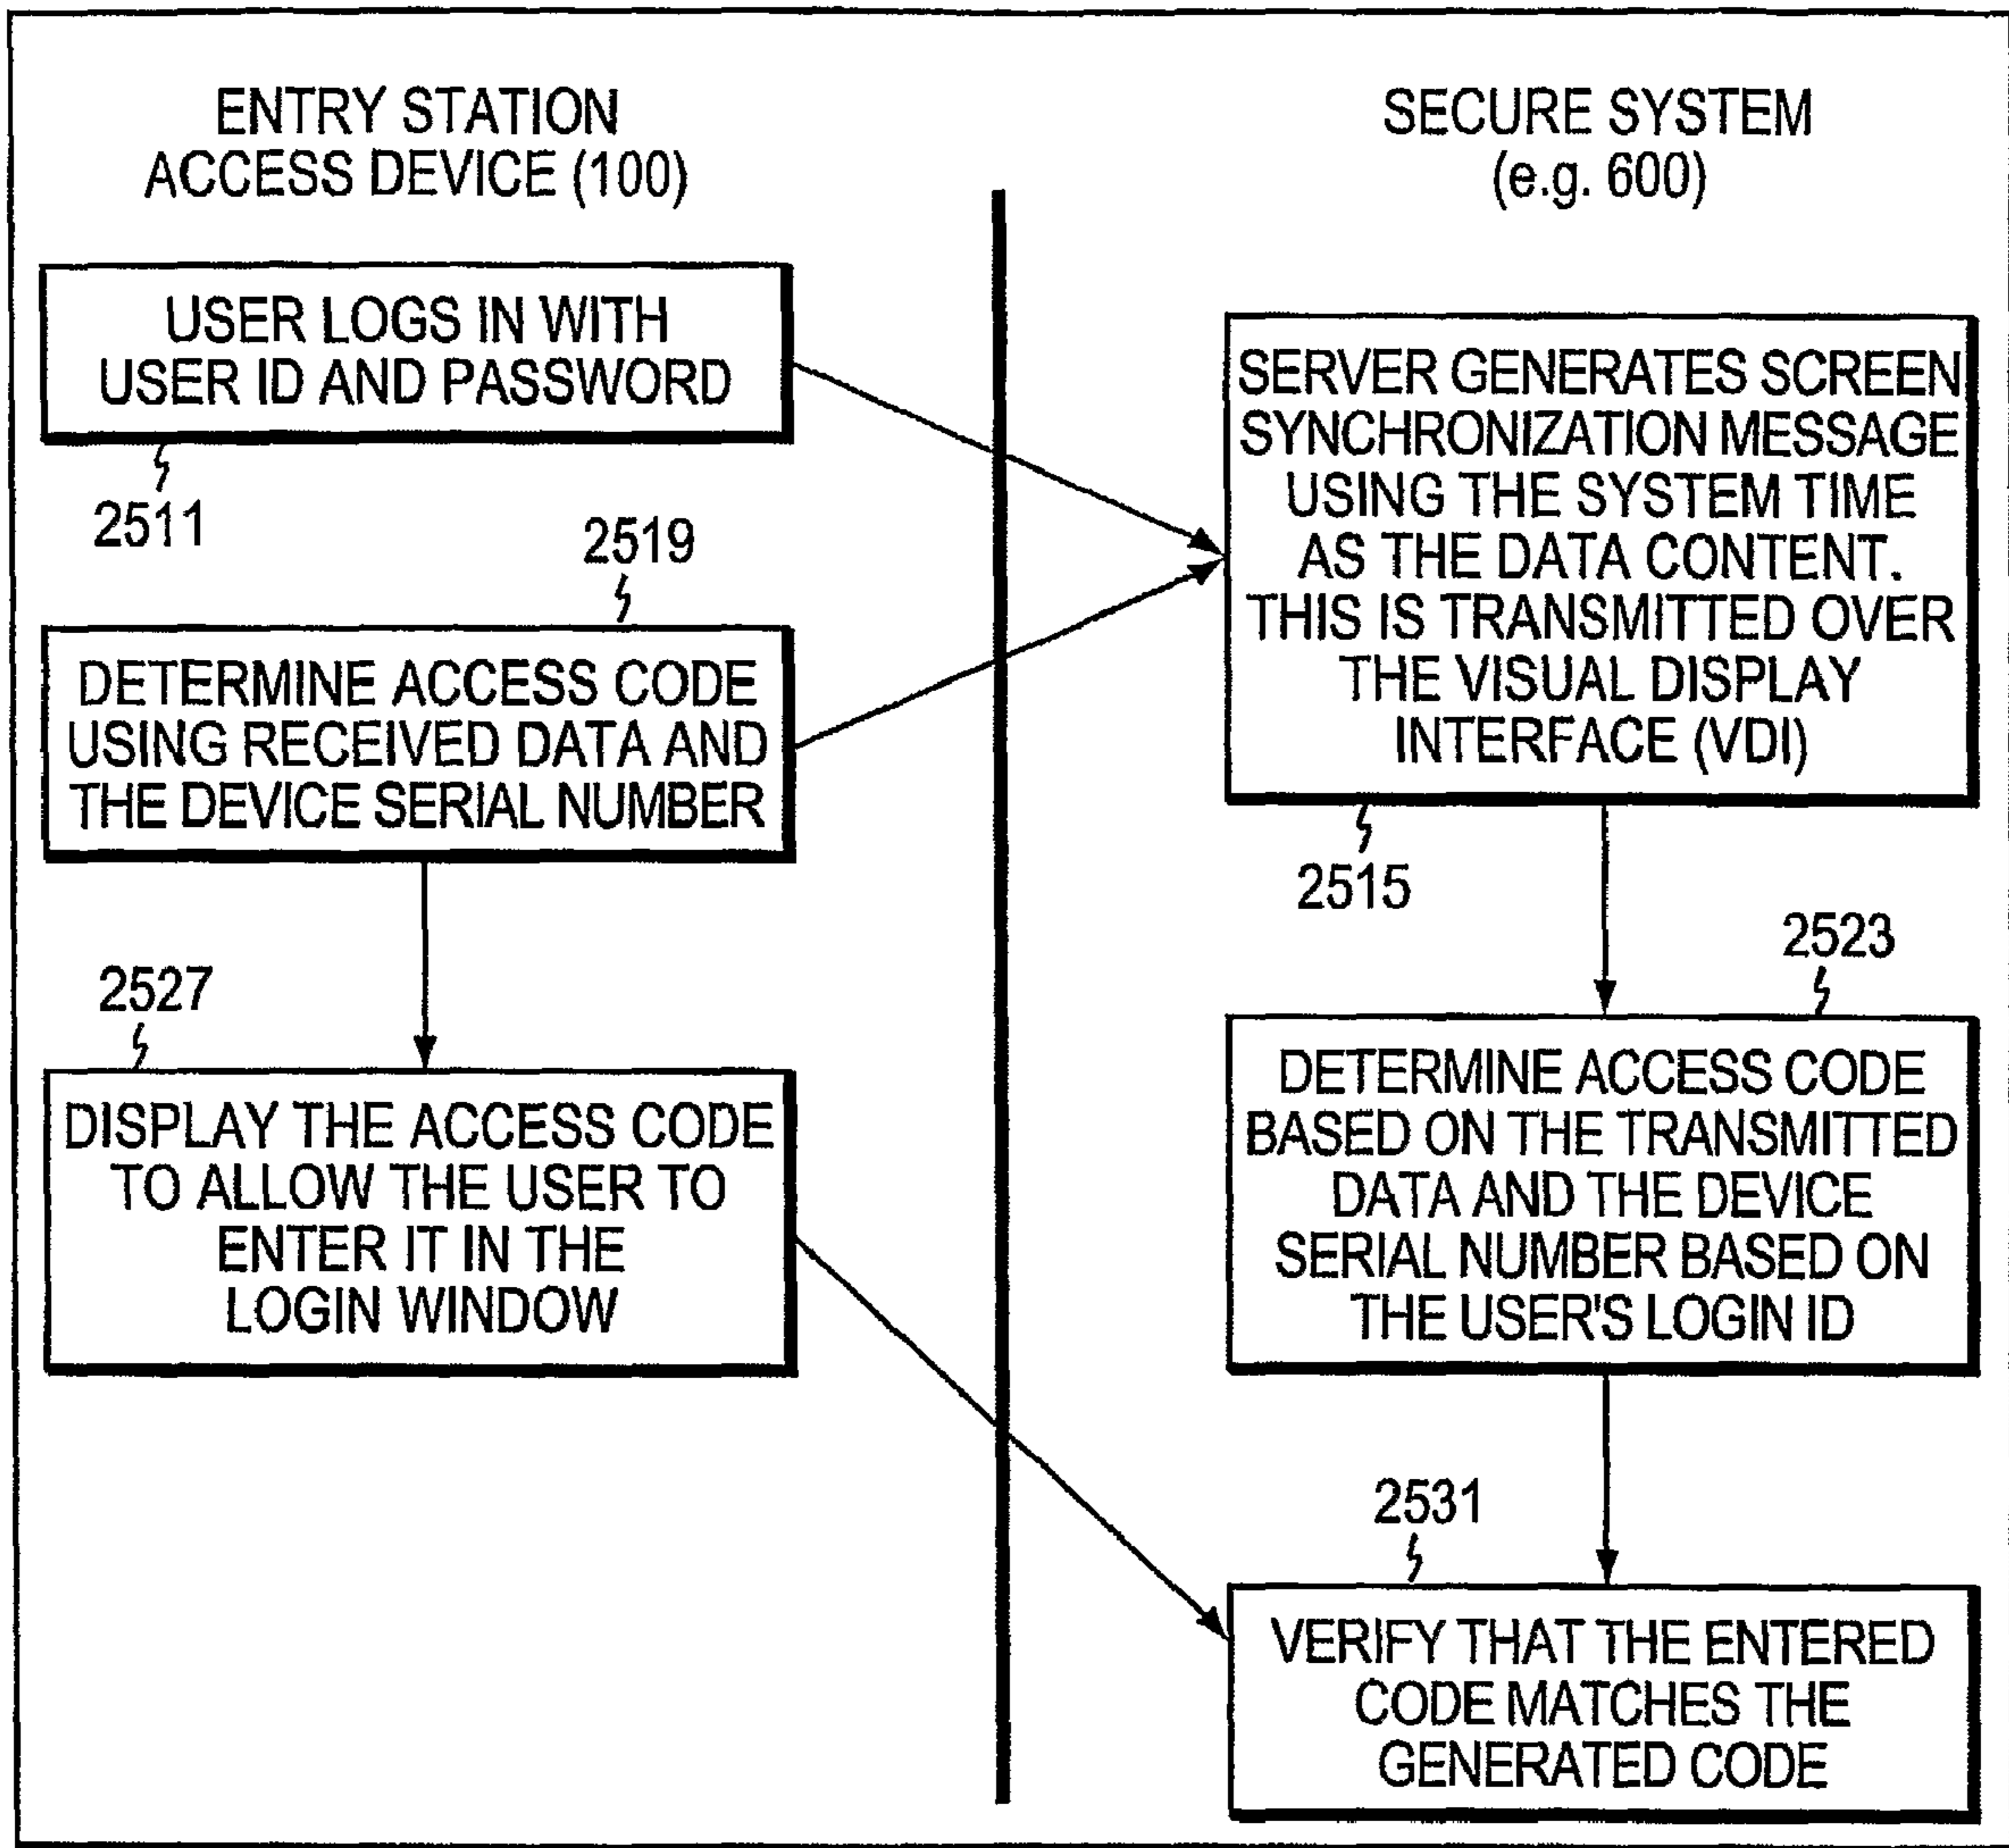 ENTRY STATION
ACCESS DEVICE (100)
USER LOGS IN WITH
USER ID AND PASSWORD
2511
2519
DETERMINE ACCESS CODE
USING RECEIVED DATA AND
THE DEVICE SERIAL NUMBER
2527
DISPLAY THE ACCESS CODE
TO ALLOW THE USER TO
ENTER IT IN THE
LOGIN WINDOW
SECURE SYSTEM
(e.g. 600)
SERVER GENERATES SCREEN
SYNCHRONIZATION MESSAGE
USING THE SYSTEM TIME
AS THE DATA CONTENT.
THIS IS TRANSMITTED OVER
THE VISUAL DISPLAY
INTERFACE (VDI)
2515
2523
DETERMINE ACCESS CODE
BASED ON THE TRANSMITTED
DATA AND THE DEVICE
SERIAL NUMBER BASED ON
THE USER'S LOGIN ID
2531
VERIFY THAT THE ENTERED
CODE MATCHES THE
GENERATED CODE